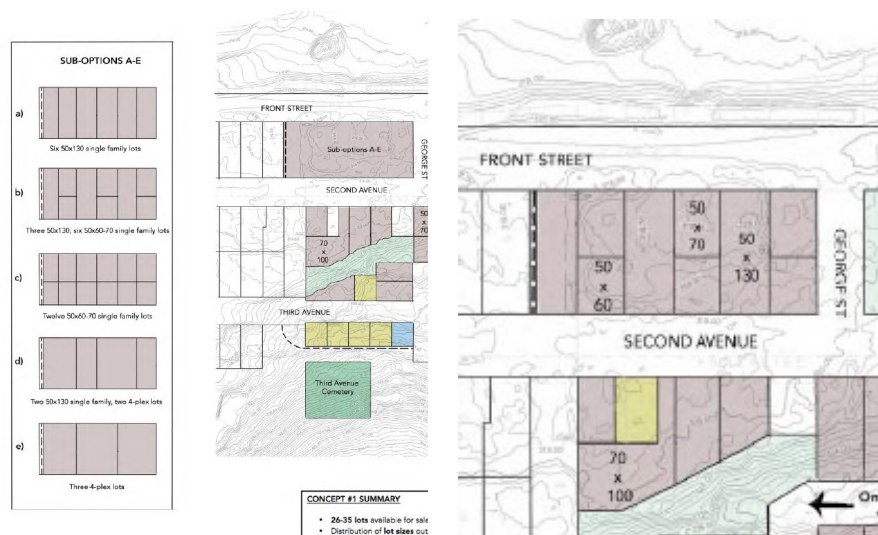 SUB-OPTIONS A-E
a)
Six 50x130 single family lots
b)
Three 50x130, six 50x60-70 single family lots
c)
Twelve 50x60-70 single family lots
d)
Two 50x130 single family, two 4-plex lots
e)
Three 4-plex lots
FRONT STREET
Sub-options A-E
GEORGE ST
SECOND AVENUE
50
x
70
70
x
100
THIRD AVENUE
Third Avenue
Cemetery
CONCEPT #1 SUMMARY
• 26-35 lots available for sale
• Distribution of lot sizes out
FRONT STREET
50
x
70
50
x
130
50
x
60
GEORGE ST
SECOND AVENUE
70
x
100
On